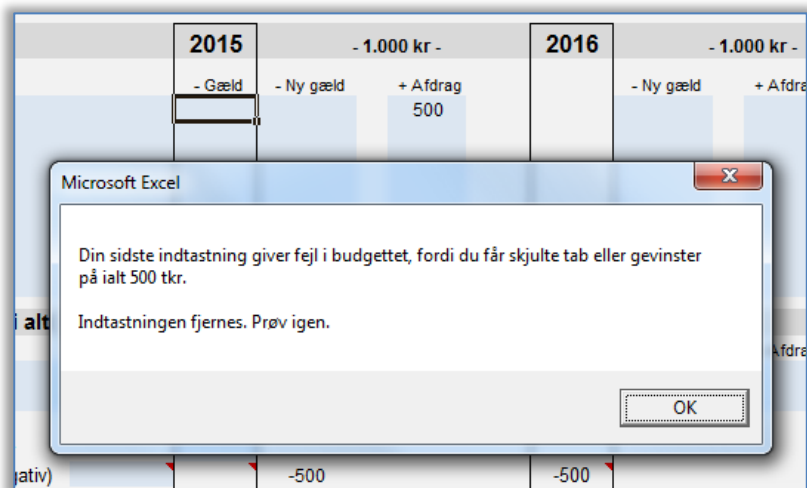 2015 - 1.000 kr - 2016 - 1.000 kr -
- Gæld - Ny gæld + Afdrag - Ny gæld + Afdra
500
Microsoft Excel
Din sidste indtastning giver fejl i budgettet, fordi du får skjulte tab eller gevinster
på ialt 500 tkr.
Indtastningen fjernes. Prøv igen.
i alt
Afdra
OK
gativ) -500 -500